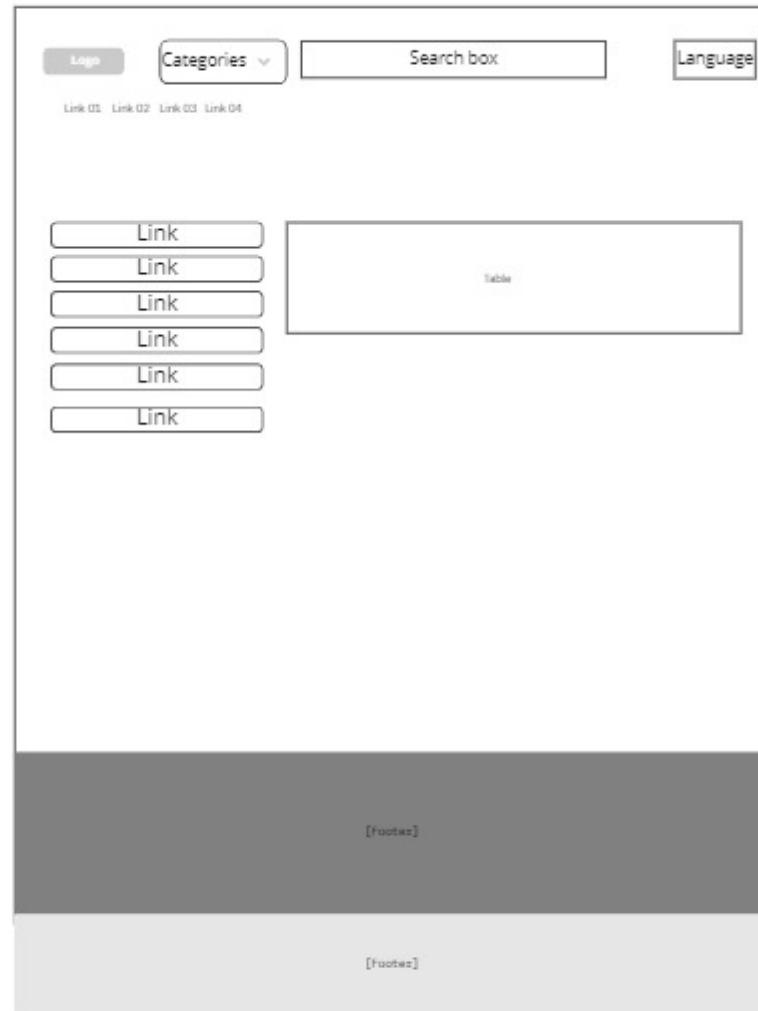 Logo
Categories
Search box
Language
Link 01 Link 02 Link 03 Link 04
Link
Link
Link
Link
Link
Link
Table
[footer]
[footer]